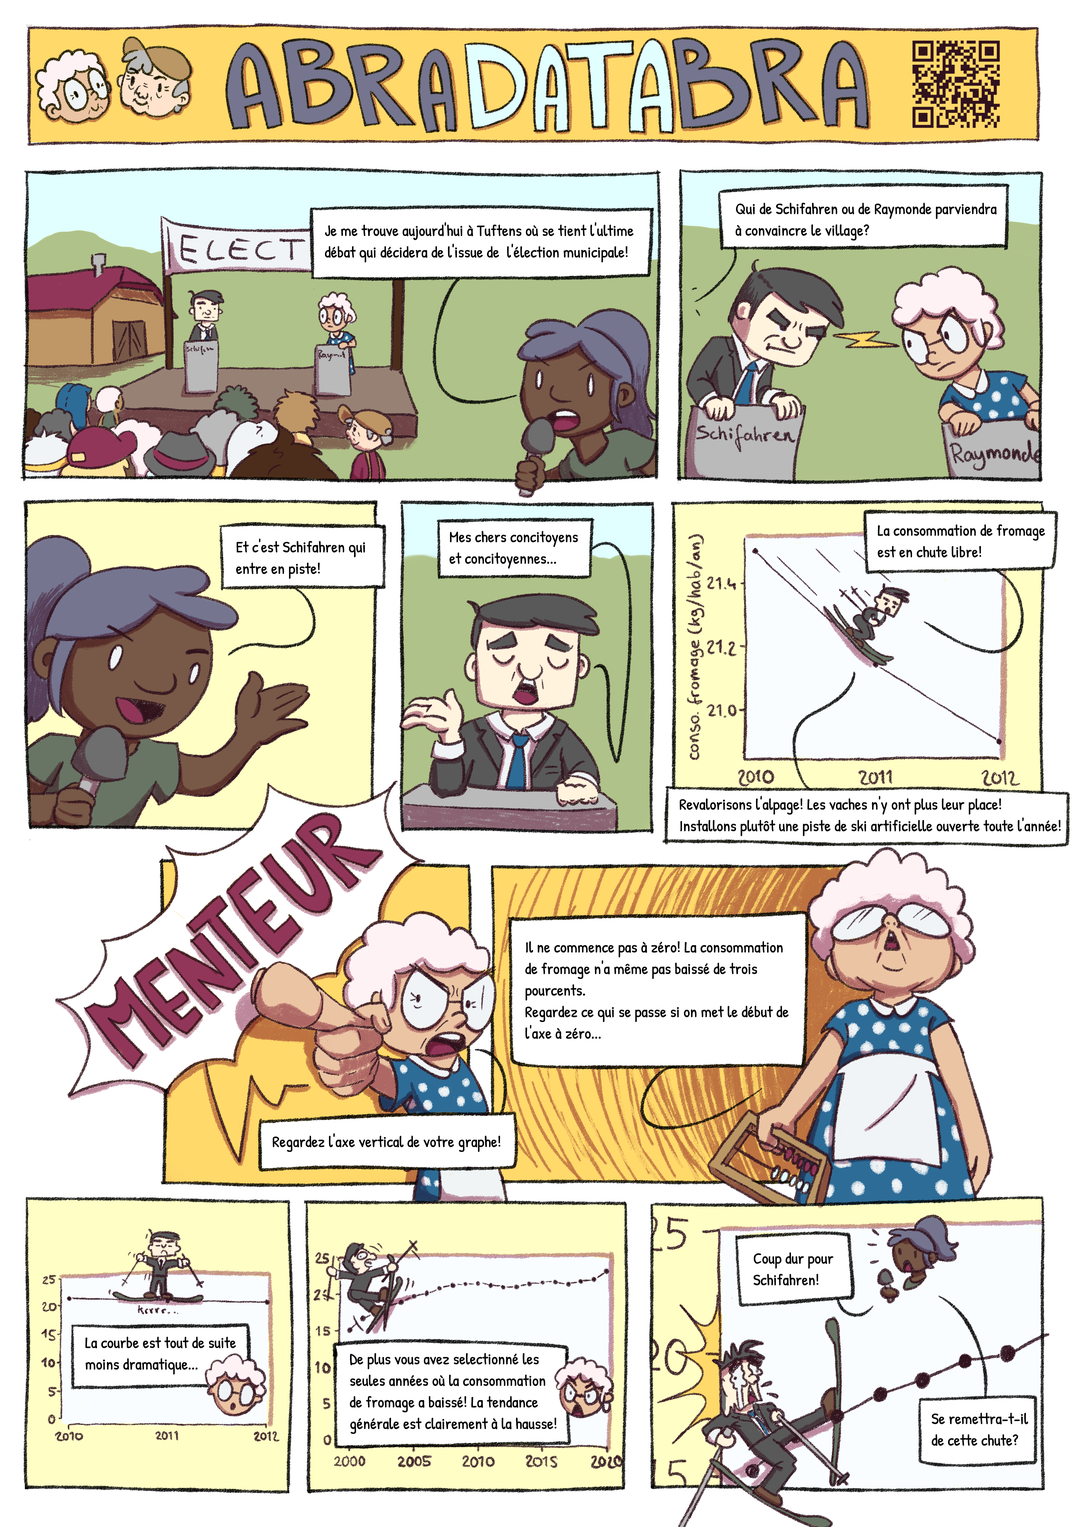 ABRADATABRA
Je me trouve aujourd'hui à Tuftens où se tient l'ultime
débat qui décidera de l'issue de l'élection municipale!
ELECT
Schifahren
Raymond
Qui de Schifahren ou de Raymonde parviendra
à convaincre le village?
Schifahren
Raymonde
Et c'est Schifahren qui
entre en piste!
Mes chers concitoyens
et concitoyennes...
La consommation de fromage
est en chute libre!
conso. fromage (kg/hab/an)
21.4
21.2
21.0
2010 2011 2012
Revalorisons l'alpage! Les vaches n'y ont plus leur place!
Installons plutôt une piste de ski artificielle ouverte toute l'année!
MENTEUR
Regardez l'axe vertical de votre graphe!
Il ne commence pas à zéro! La consommation
de fromage n'a même pas baissé de trois
pourcents.
Regardez ce qui se passe si on met le début de
l'axe à zéro...
krrrr...
25
20
15
10
5
0
2010 2011 2012
La courbe est tout de suite
moins dramatique...
25
15
10
5
0
2000 2005 2010 2015 2020
De plus vous avez selectionné les
seules années où la consommation
de fromage a baissé! La tendance
générale est clairement à la hausse!
25
20
15
Coup dur pour
Schifahren!
Se remettra-t-il
de cette chute?